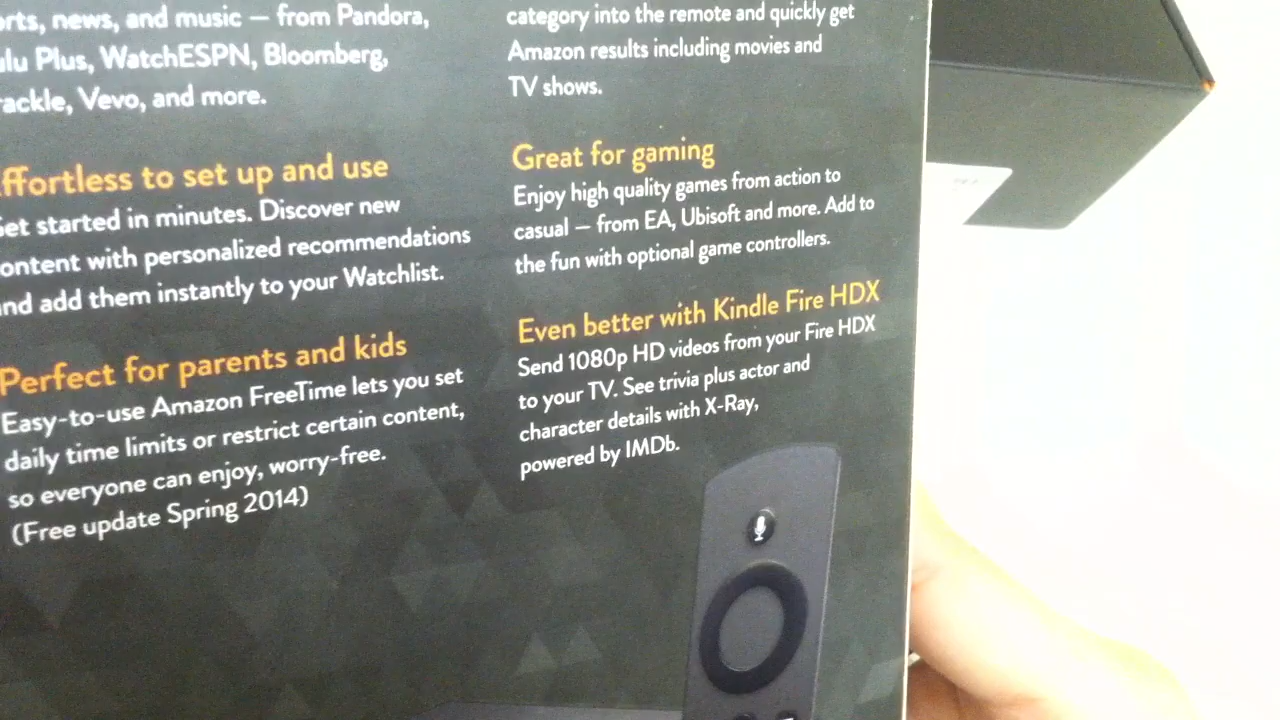 orts, news, and music — from Pandora,
ulu Plus, WatchESPN, Bloomberg,
rackle, Vevo, and more.
ffortless to set up and use
et started in minutes. Discover new
ontent with personalized recommendations
nd add them instantly to your Watchlist.
Perfect for parents and kids
Easy-to-use Amazon FreeTime lets you set
daily time limits or restrict certain content,
so everyone can enjoy, worry-free.
(Free update Spring 2014)
category into the remote and quickly get
Amazon results including movies and
TV shows.
Great for gaming
Enjoy high quality games from action to
casual — from EA, Ubisoft and more. Add to
the fun with optional game controllers.
Even better with Kindle Fire HDX
Send 1080p HD videos from your Fire HDX
to your TV. See trivia plus actor and
character details with X-Ray,
powered by IMDb.